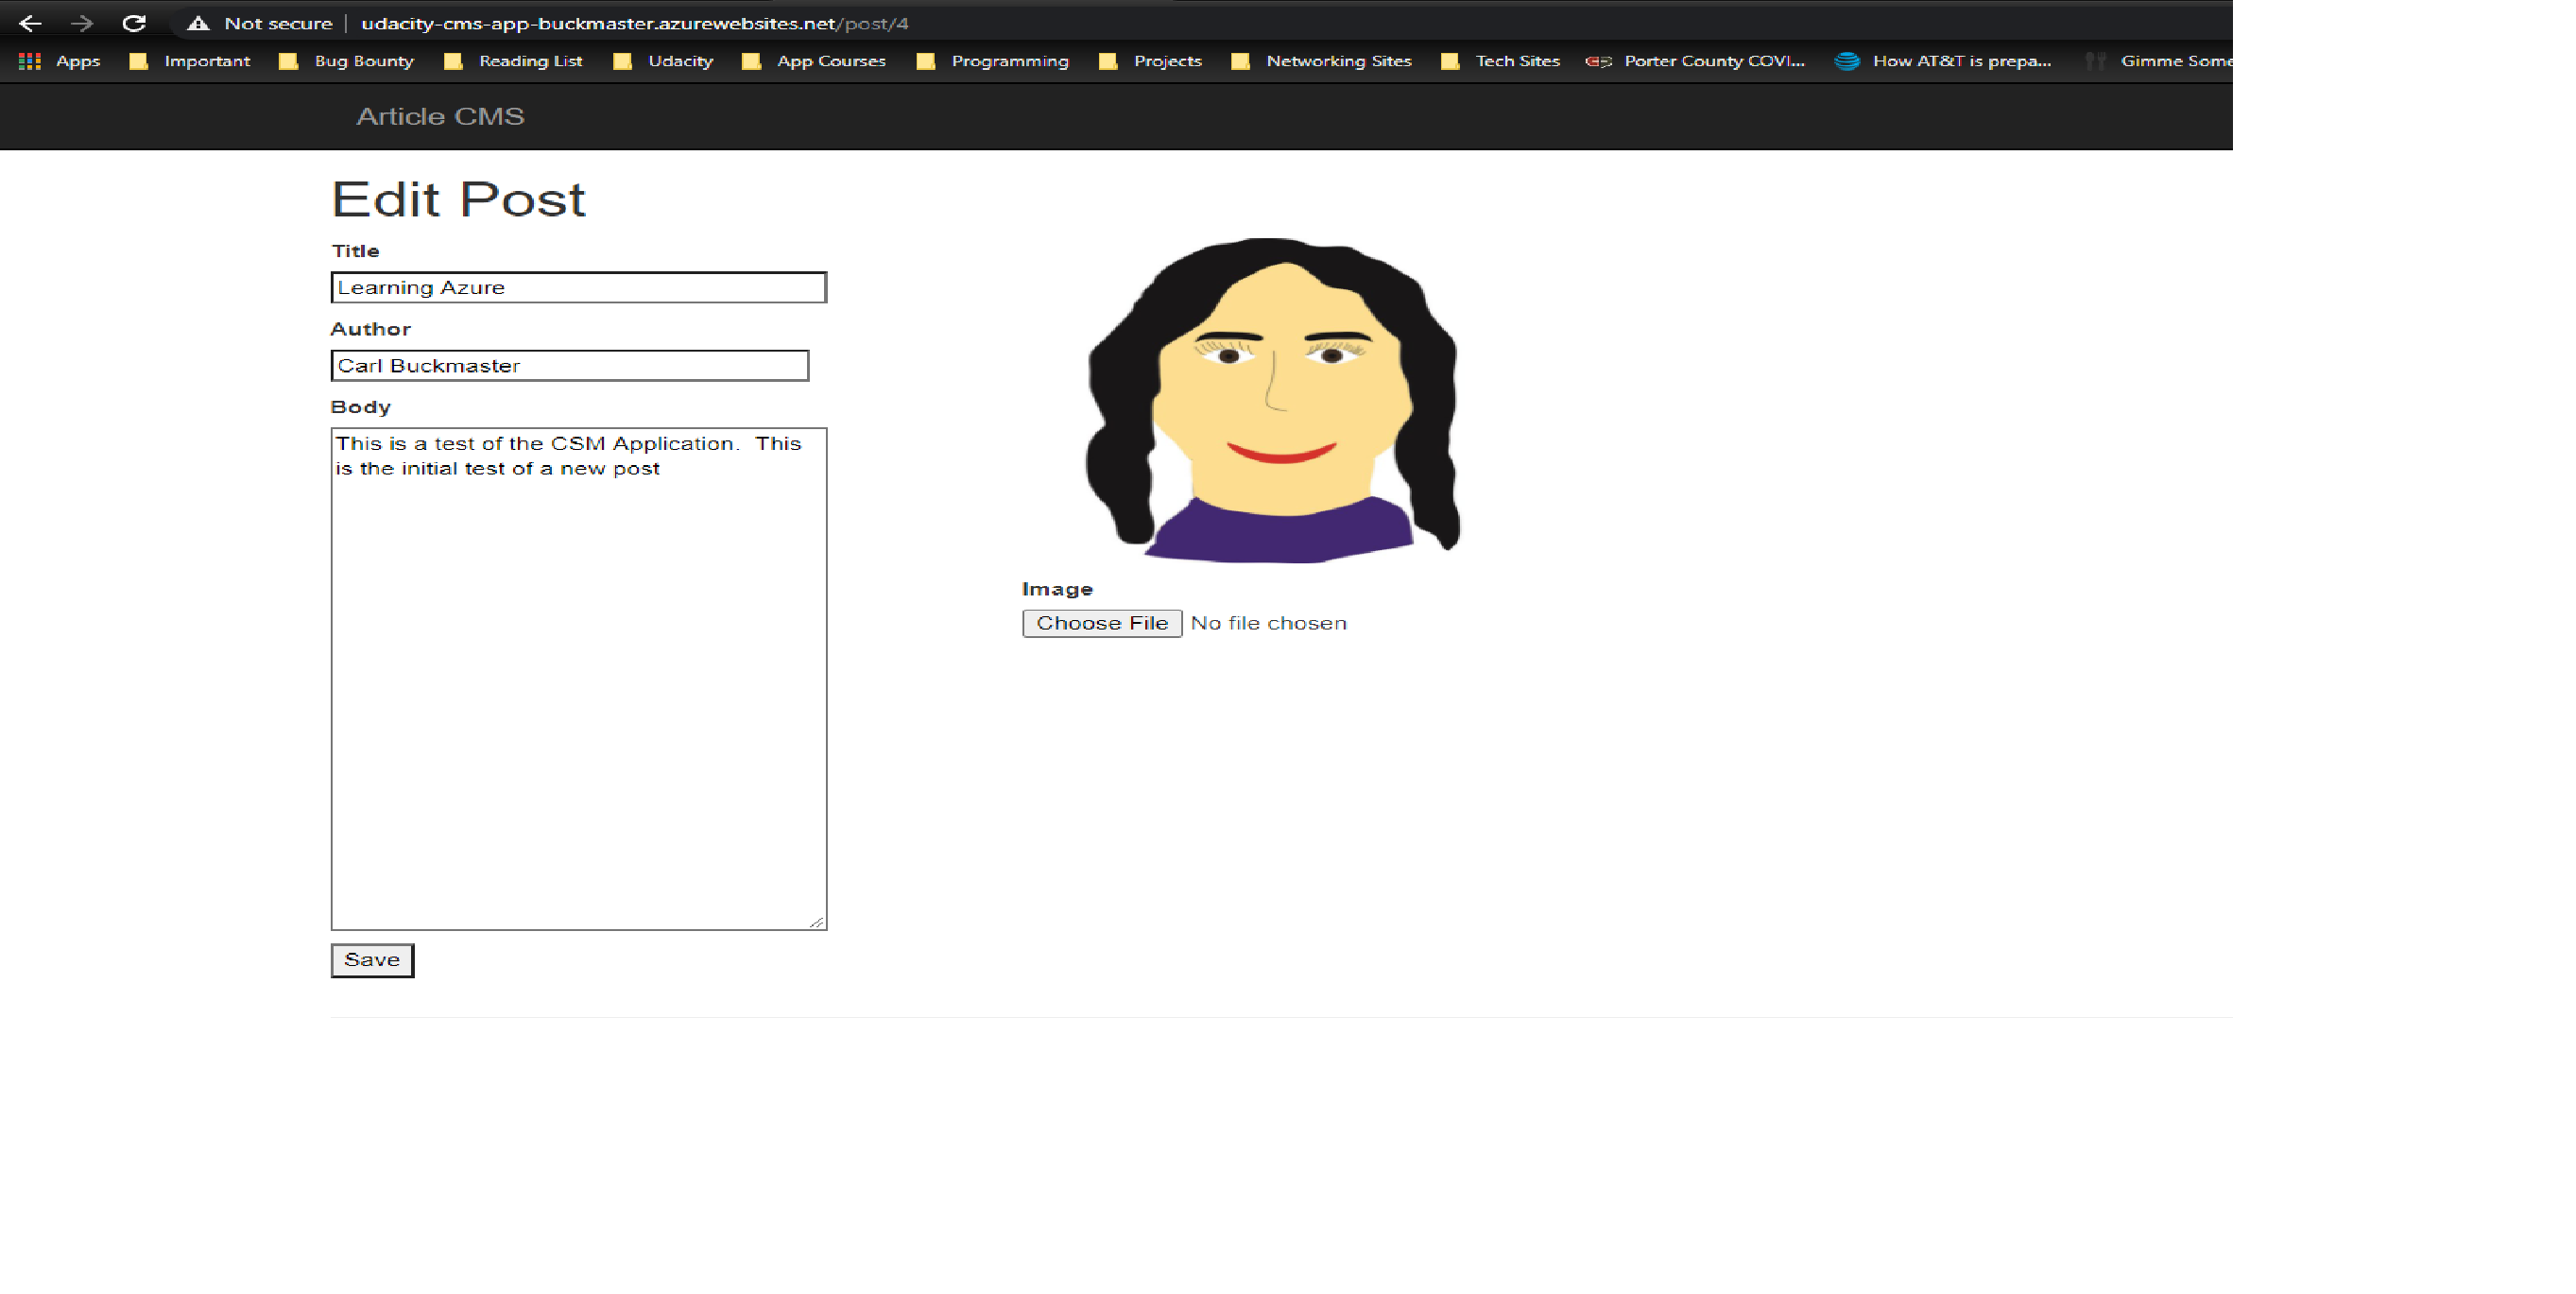 Not secure | udacity-cms-app-buckmaster.azurewebsites.net/post/4
Apps Important Bug Bounty Reading List Udacity App Courses Programming Projects Networking Sites Tech Sites Porter County COVI... How AT&T is prepa... Gimme Some
Article CMS
Edit Post
Title
Learning Azure
Author
Carl Buckmaster
Body
This is a test of the CSM Application.  This
is the initial test of a new post
Image
Choose File No file chosen
Save